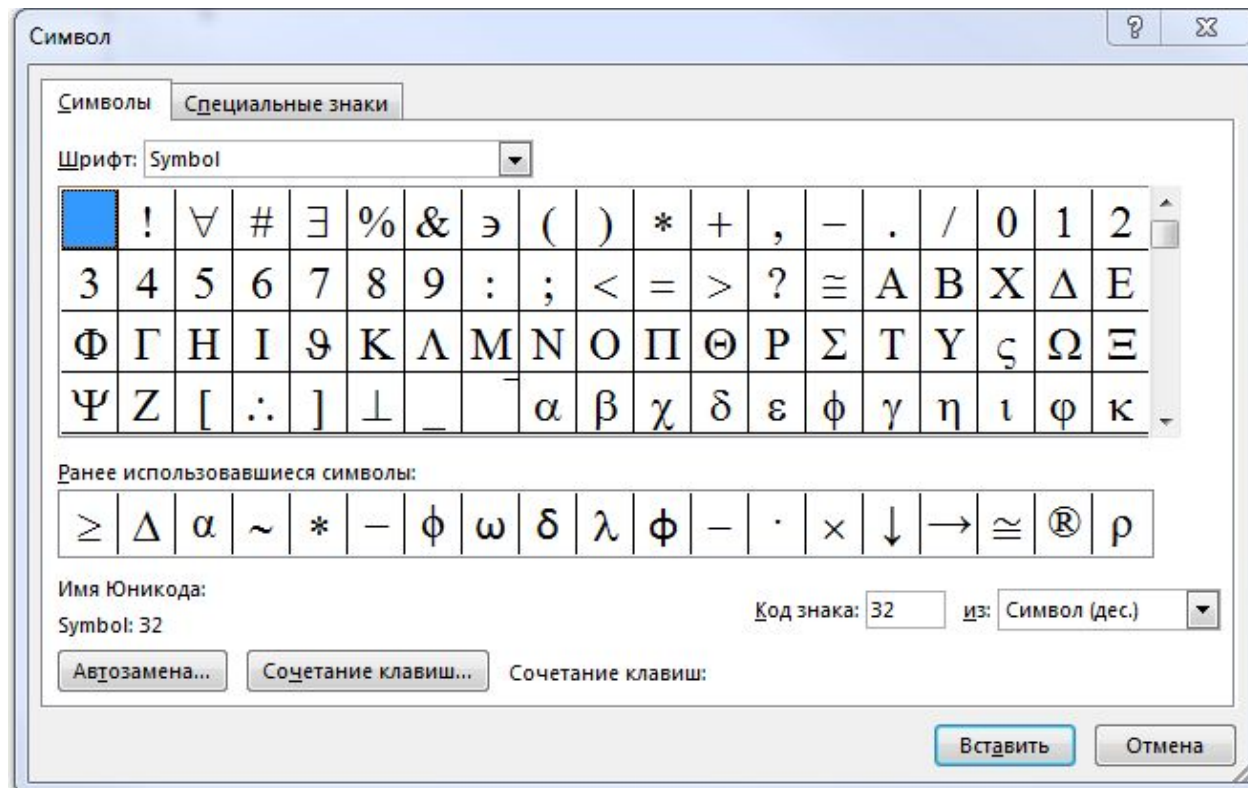 Символ
Символы Специальные знаки
Шрифт: Symbol
! ∀ # ∃ % & ∍ ( ) ∗ + , − . / 0 1 2
3 4 5 6 7 8 9 : ; < = > ? ≅ Α Β Χ Δ Ε
Φ Γ Η Ι ϑ Κ Λ Μ Ν Ο Π Θ Ρ Σ Τ Υ ς Ω Ξ
Ψ Ζ [ ∴ ] ⊥ _ ‾ α β χ δ ε φ γ η ι ϕ κ
Ранее использовавшиеся символы:
≥ Δ α ~ * − ϕ ω δ λ ϕ − · × ↓ → ≅ ® ρ
Имя Юникода:
Symbol: 32
Код знака: 32 из: Символ (дес.)
Автозамена... Сочетание клавиш... Сочетание клавиш:
Вставить Отмена